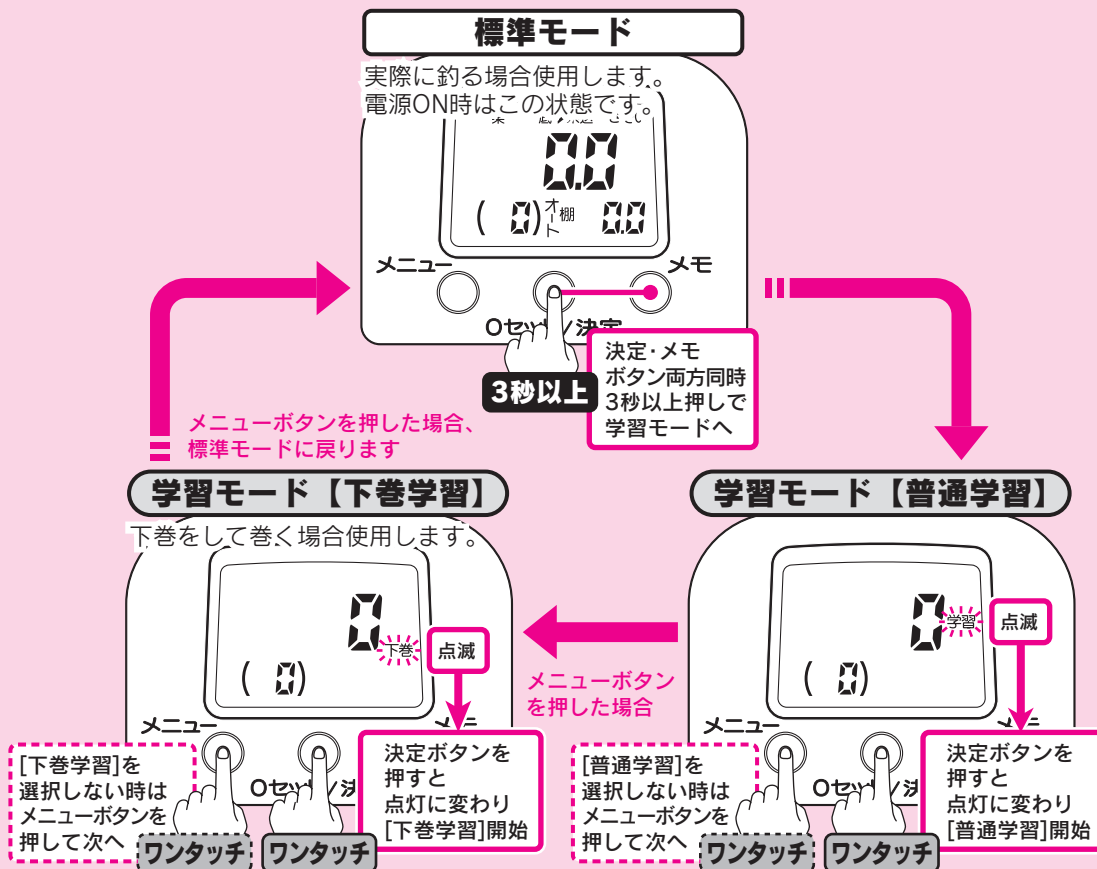 標準モード
実際に釣る場合使用します。
電源ON時はこの状態です。
0.0
( 0) オート 棚 0.0
メニュー
メモ
0セット/決定
3秒以上
決定・メモ
ボタン両方同時
3秒以上押しで
学習モードへ
メニューボタンを押した場合、
標準モードに戻ります
学習モード【下巻学習】
下巻をして巻く場合使用します。
0
下巻
点滅
( 0)
メニュー
[下巻学習]を
選択しない時は
メニューボタンを
押して次へ
ワンタッチ
ワンタッチ
決定ボタンを
押すと
点灯に変わり
[下巻学習]開始
メニューボタン
を押した場合
学習モード【普通学習】
0
学習
点滅
( 0)
メニュー
[普通学習]を
選択しない時は
メニューボタンを
押して次へ
ワンタッチ
ワンタッチ
決定ボタンを
押すと
点灯に変わり
[普通学習]開始